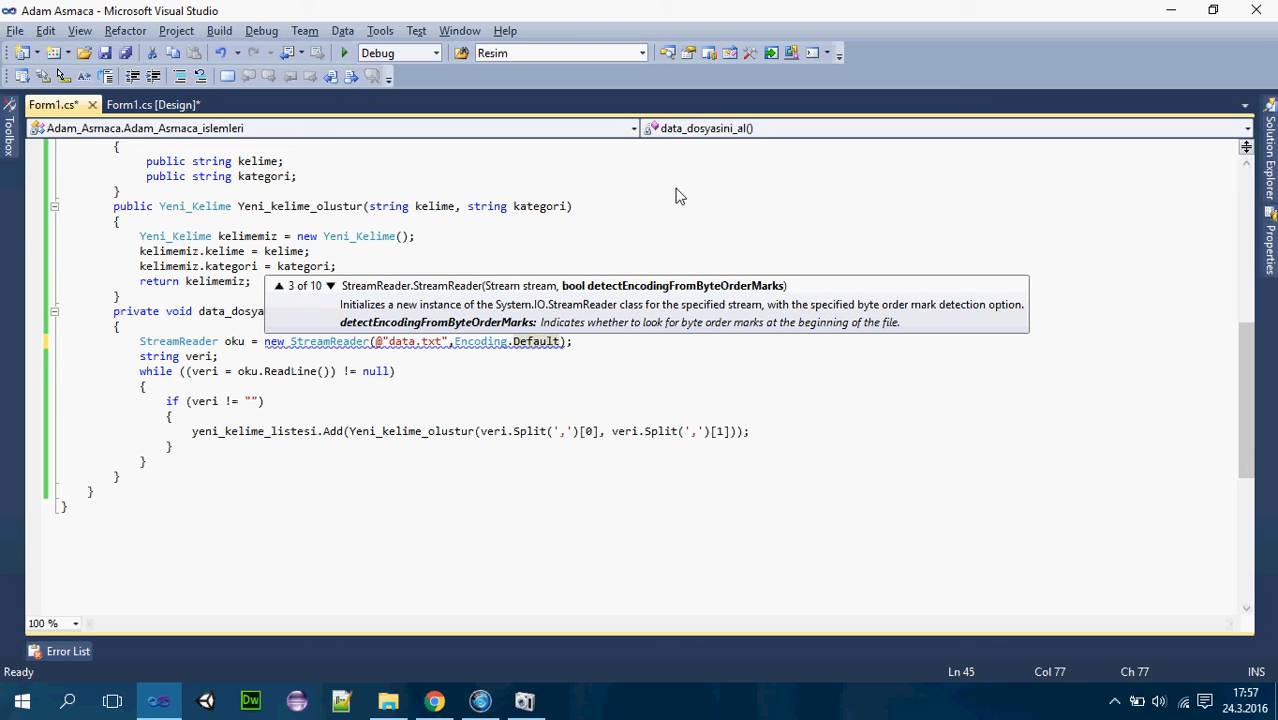 Adam Asmaca - Microsoft Visual Studio
File Edit View Refactor Project Build Debug Team Data Tools Test Window Help
Debug Resim
Form1.cs* Form1.cs [Design]*
Adam_Asmaca.Adam_Asmaca_islemleri data_dosyasini_al()
Toolbox
Solution Explorer
Properties
{
public string kelime;
public string kategori;
}
public Yeni_Kelime Yeni_kelime_olustur(string kelime, string kategori)
{
Yeni_Kelime kelimemiz = new Yeni_Kelime();
kelimemiz.kelime = kelime;
kelimemiz.kategori = kategori;
return kelimemiz;
}
3 of 10 StreamReader.StreamReader(Stream stream, bool detectEncodingFromByteOrderMarks)
Initializes a new instance of the System.IO.StreamReader class for the specified stream, with the specified byte order mark detection option.
detectEncodingFromByteOrderMarks: Indicates whether to look for byte order marks at the beginning of the file.
private void data_dosya
{
StreamReader oku = new StreamReader(@"data.txt",Encoding.Default);
string veri;
while ((veri = oku.ReadLine()) != null)
{
if (veri != "")
{
yeni_kelime_listesi.Add(Yeni_kelime_olustur(veri.Split(',')[0], veri.Split(',')[1]));
}
}
}
}
}
100 %
Error List
Ready Ln 45 Col 77 Ch 77 INS
Dw
17:57
24.3.2016